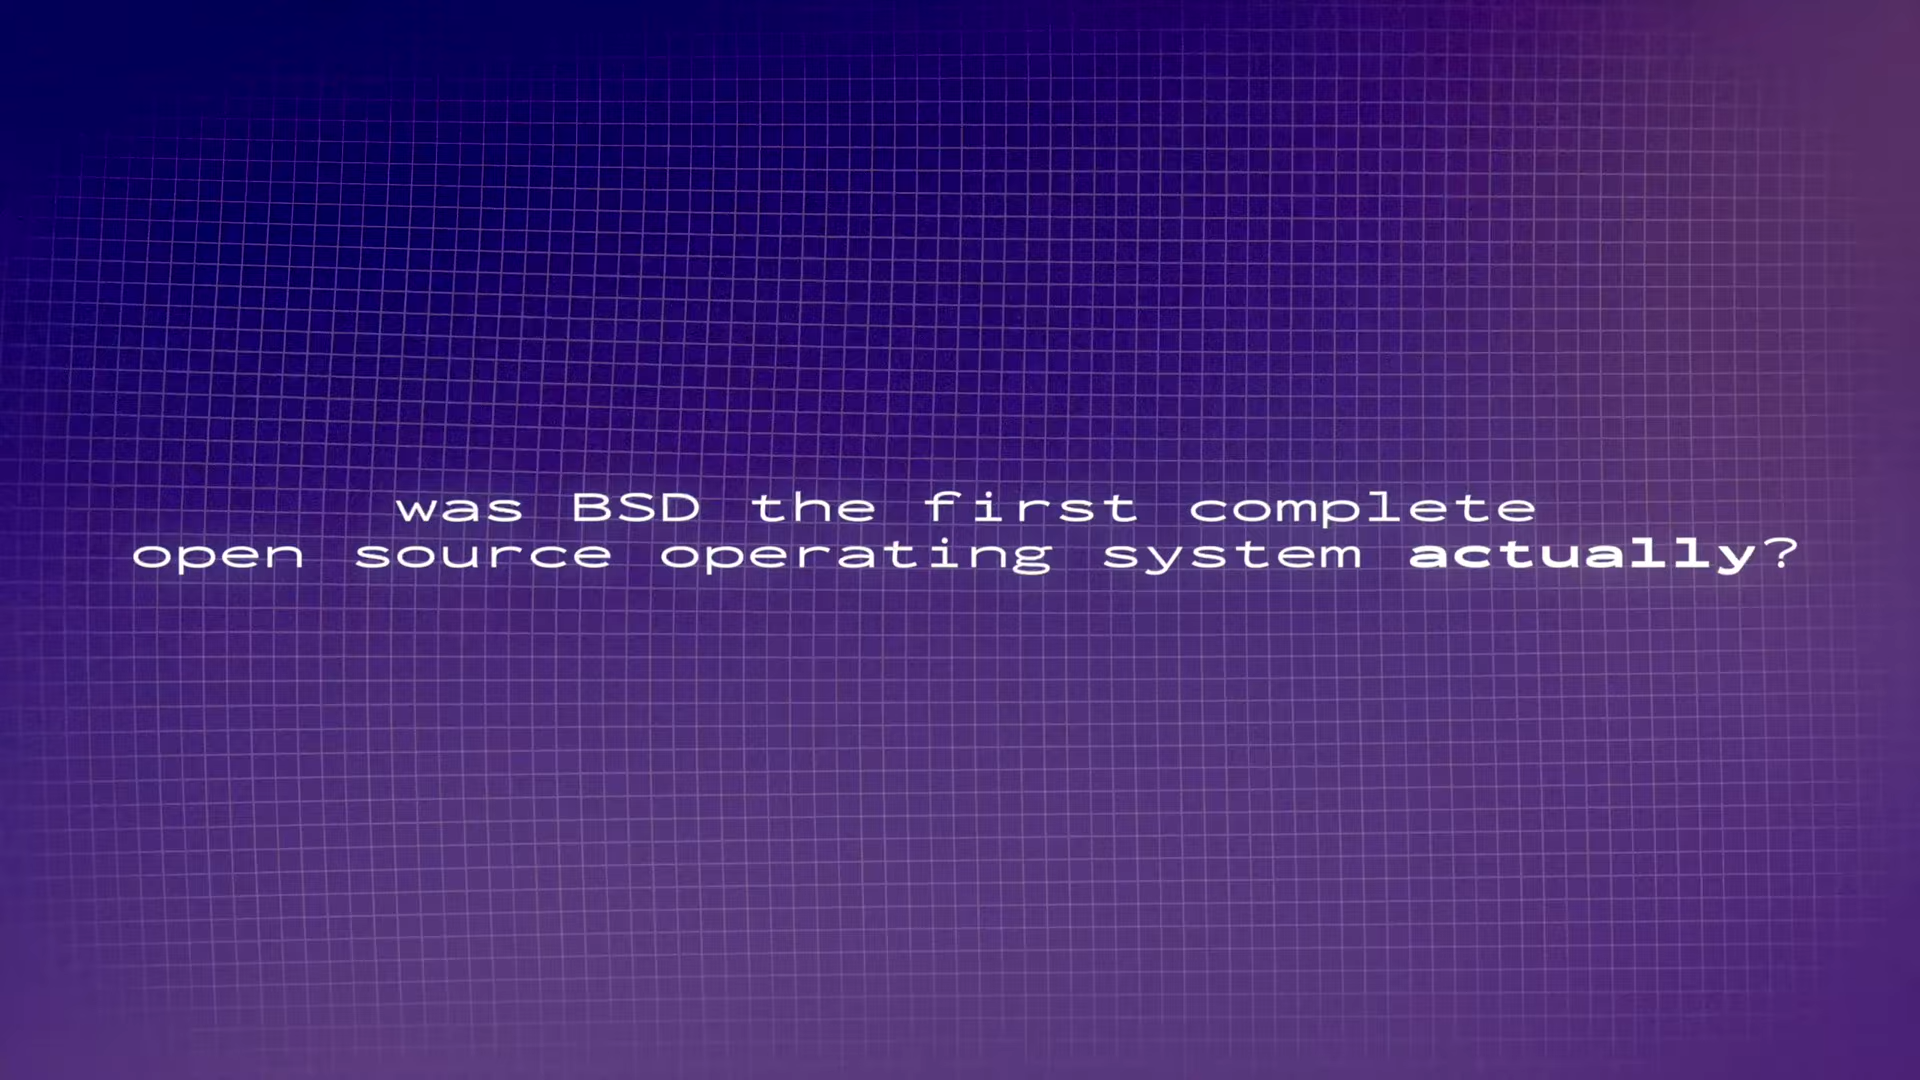 was BSD the first complete
open source operating system actually?